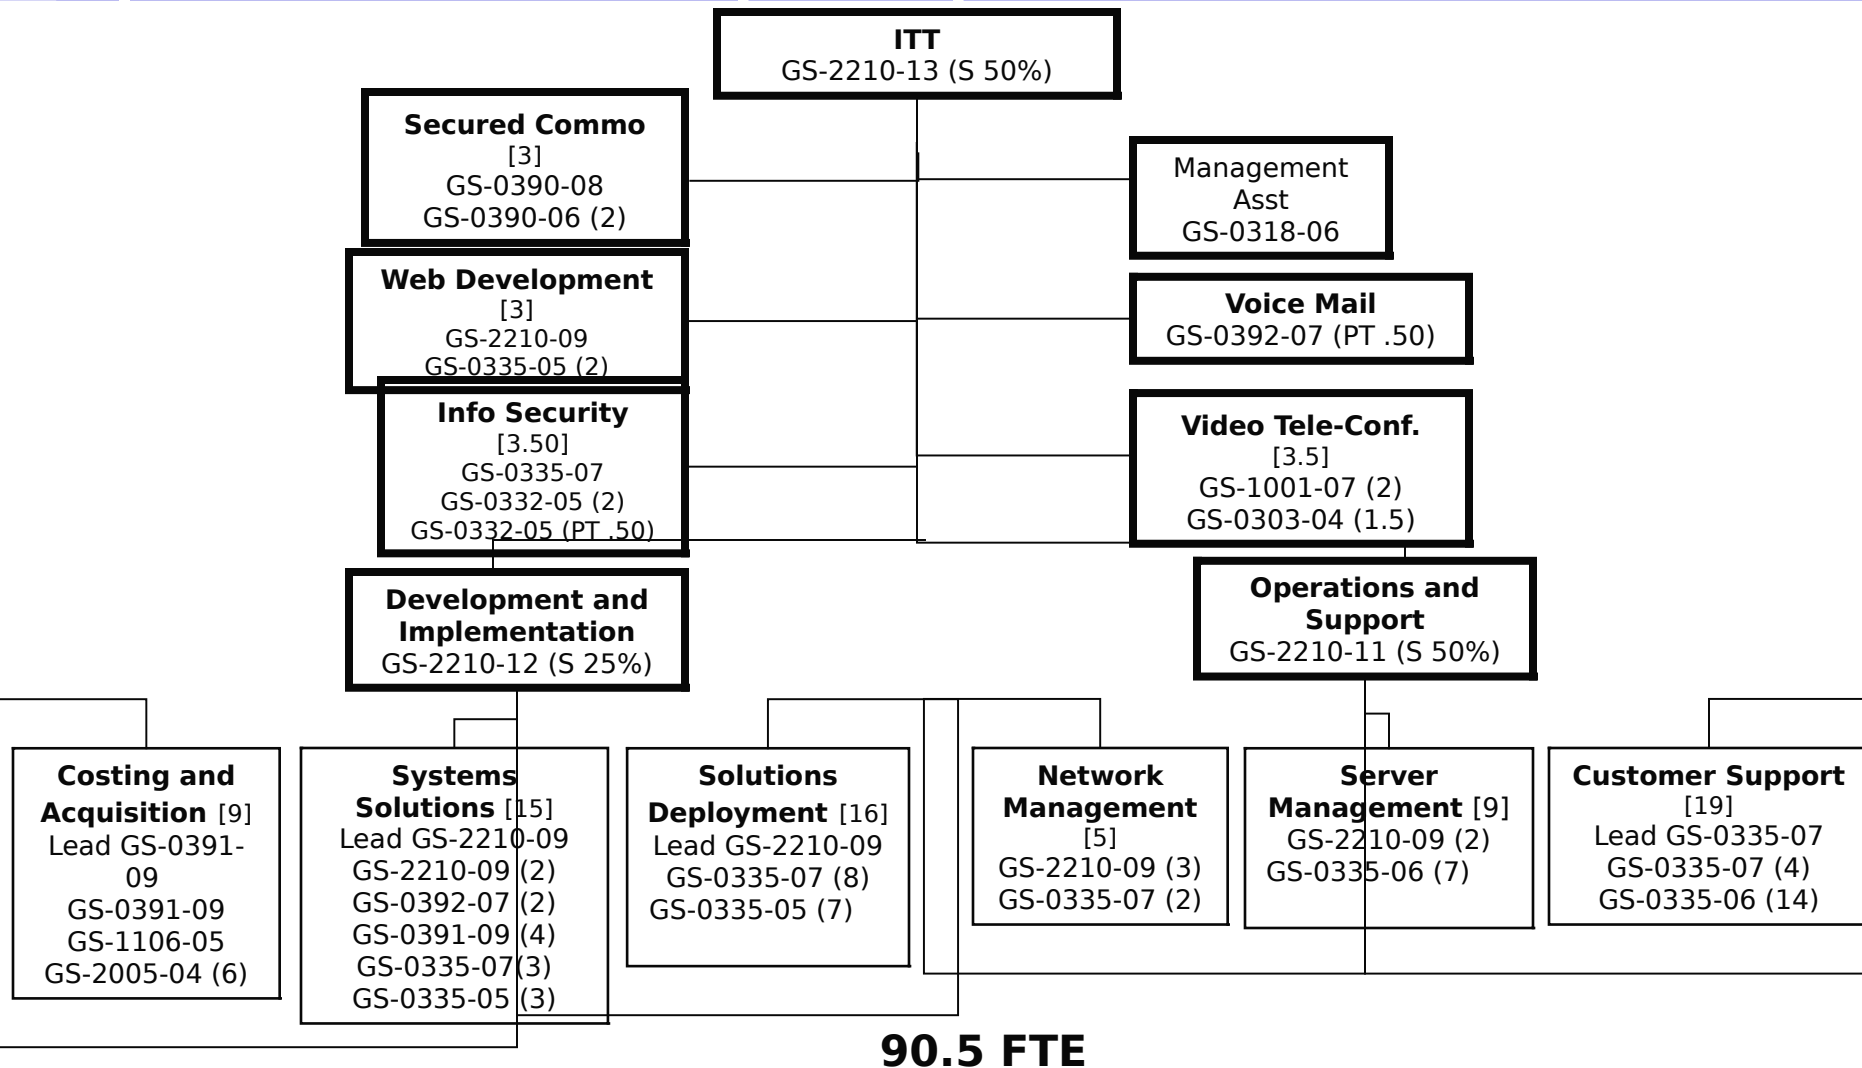 ITT
GS-2210-13 (S 50%)
Secured Commo
[3]
GS-0390-08
GS-0390-06 (2)
Management
Asst
GS-0318-06
Web Development
[3]
GS-2210-09
GS-0335-05 (2)
Voice Mail
GS-0392-07 (PT .50)
Info Security
[3.50]
GS-0335-07
GS-0332-05 (2)
GS-0332-05 (PT .50)
Video Tele-Conf.
[3.5]
GS-1001-07 (2)
GS-0303-04 (1.5)
Development and
Implementation
GS-2210-12 (S 25%)
Operations and
Support
GS-2210-11 (S 50%)
Costing and
Acquisition [9]
Lead GS-0391-
09
GS-0391-09
GS-1106-05
GS-2005-04 (6)
Systems
Solutions [15]
Lead GS-2210-09
GS-2210-09 (2)
GS-0392-07 (2)
GS-0391-09 (4)
GS-0335-07(3)
GS-0335-05 (3)
Solutions
Deployment [16]
Lead GS-2210-09
GS-0335-07 (8)
GS-0335-05 (7)
Network
Management
[5]
GS-2210-09 (3)
GS-0335-07 (2)
Server
Management [9]
GS-2210-09 (2)
GS-0335-06 (7)
Customer Support
[19]
Lead GS-0335-07
GS-0335-07 (4)
GS-0335-06 (14)
90.5 FTE